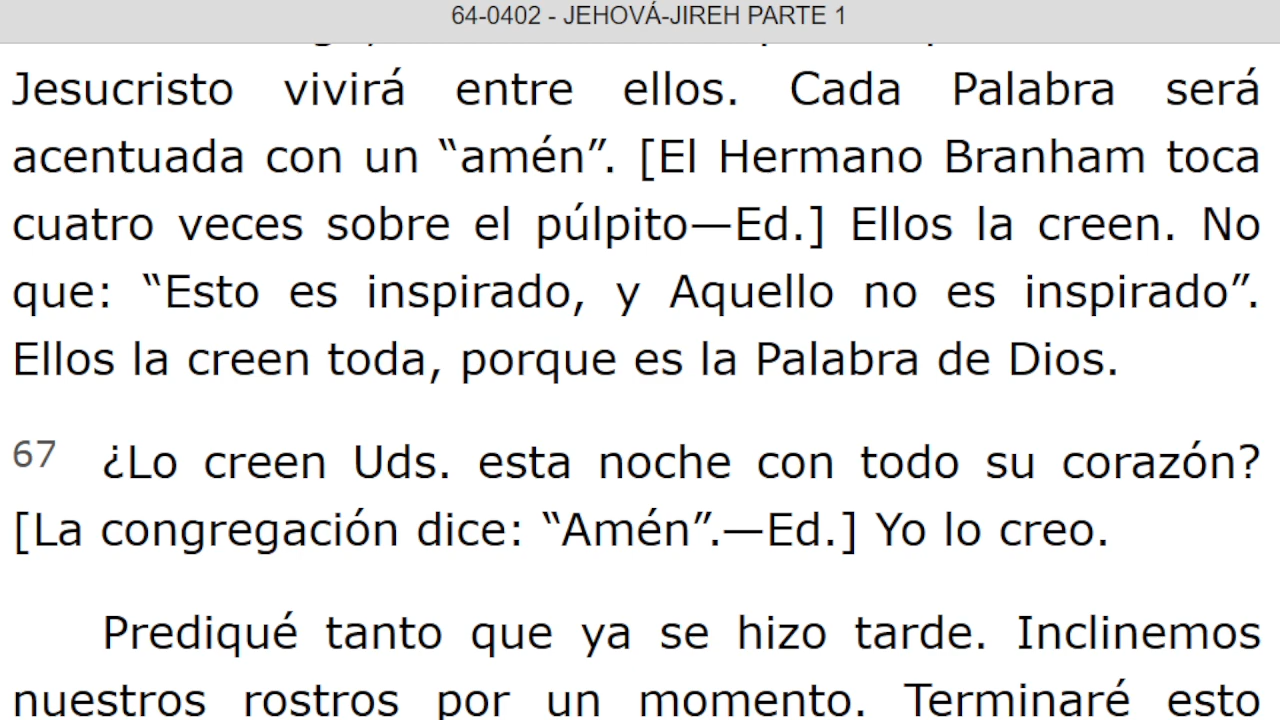 64-0402 - JEHOVÁ-JIREH PARTE 1
Jesucristo vivirá entre ellos. Cada Palabra será
acentuada con un “amén”. [El Hermano Branham toca
cuatro veces sobre el púlpito—Ed.] Ellos la creen. No
que: “Esto es inspirado, y Aquello no es inspirado”.
Ellos la creen toda, porque es la Palabra de Dios.
67 ¿Lo creen Uds. esta noche con todo su corazón?
[La congregación dice: “Amén”.—Ed.] Yo lo creo.
Prediqué tanto que ya se hizo tarde. Inclinemos
nuestros rostros por un momento. Terminaré esto